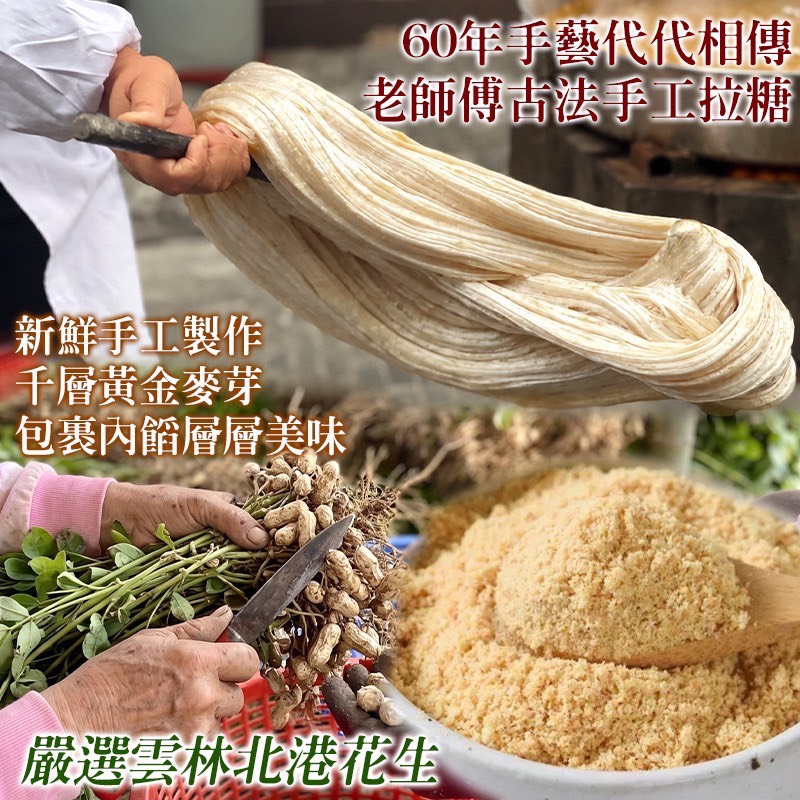 60年手藝代代相傳
老師傅古法手工拉糖
新鮮手工製作
千層黃金麥芽
包裹內餡層層美味
嚴選雲林北港花生